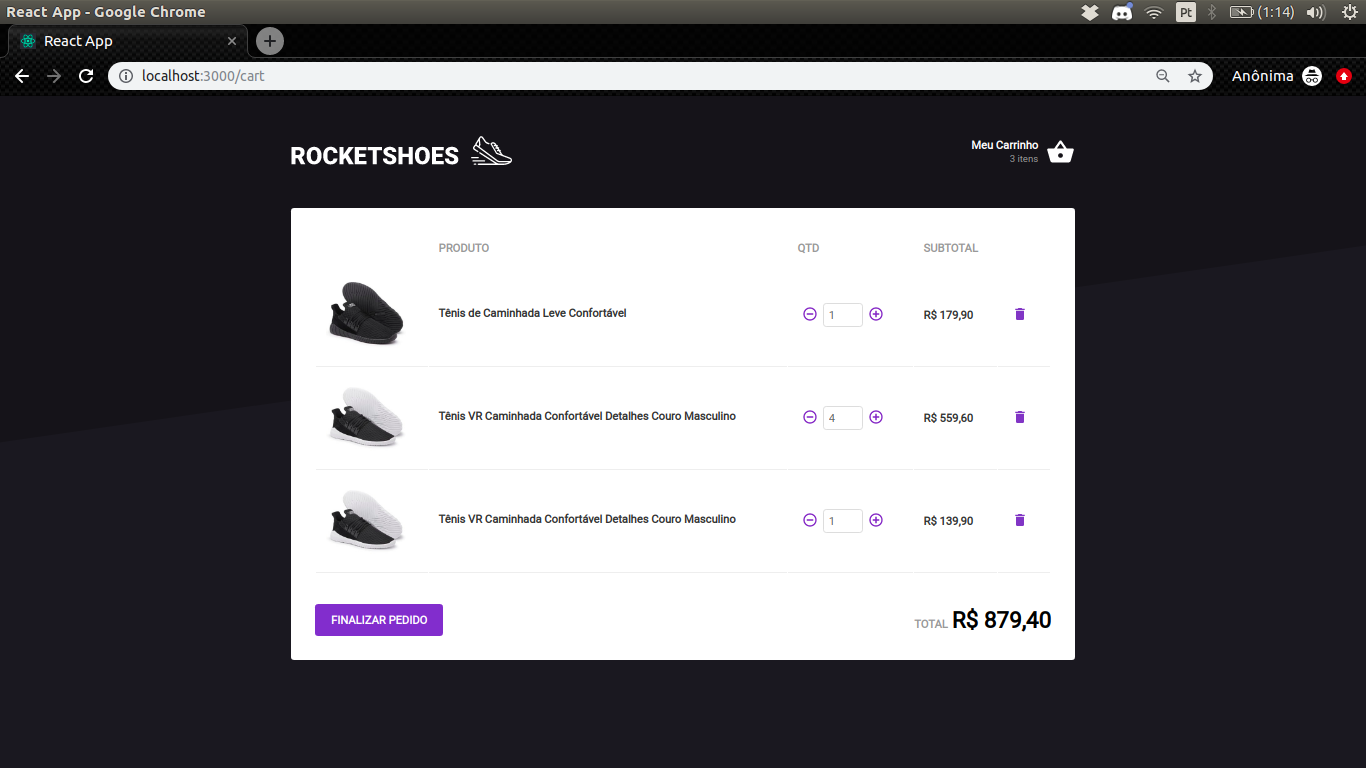 React App - Google Chrome
Pt
(1:14)
React App
localhost:3000/cart
Anônima
ROCKETSHOES
Meu Carrinho
3 itens
PRODUTO QTD SUBTOTAL
Tênis de Caminhada Leve Confortável 1 R$ 179,90
Tênis VR Caminhada Confortável Detalhes Couro Masculino 4 R$ 559,60
Tênis VR Caminhada Confortável Detalhes Couro Masculino 1 R$ 139,90
FINALIZAR PEDIDO TOTAL R$ 879,40